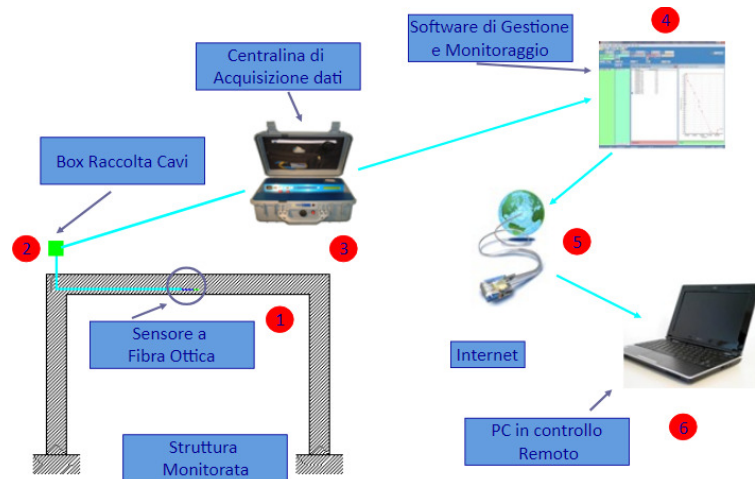 4
Software di Gestione
e Monitoraggio
Centralina di
Acquisizione dati
Box Raccolta Cavi
2
3
5
1
Sensore a
Fibra Ottica
Internet
6
PC in controllo
Remoto
Struttura
Monitorata